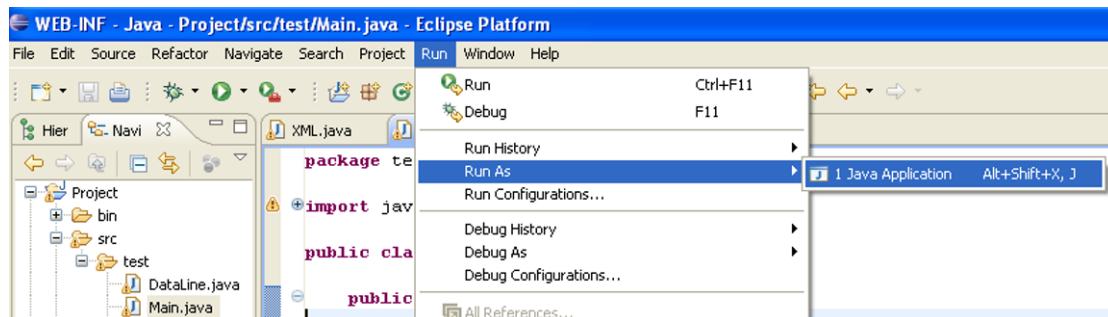 WEB-INF - Java - Project/src/test/Main.java - Eclipse Platform
File Edit Source Refactor Navigate Search Project Run Window Help
Run Ctrl+F11
Debug F11
Hier Navi XML.java
Run History
package te
Run As 1 Java Application Alt+Shift+X, J
Project
Run Configurations...
bin
import jav
src
Debug History
public cla
Debug As
test
Debug Configurations...
DataLine.java
public
Main.java
All References...